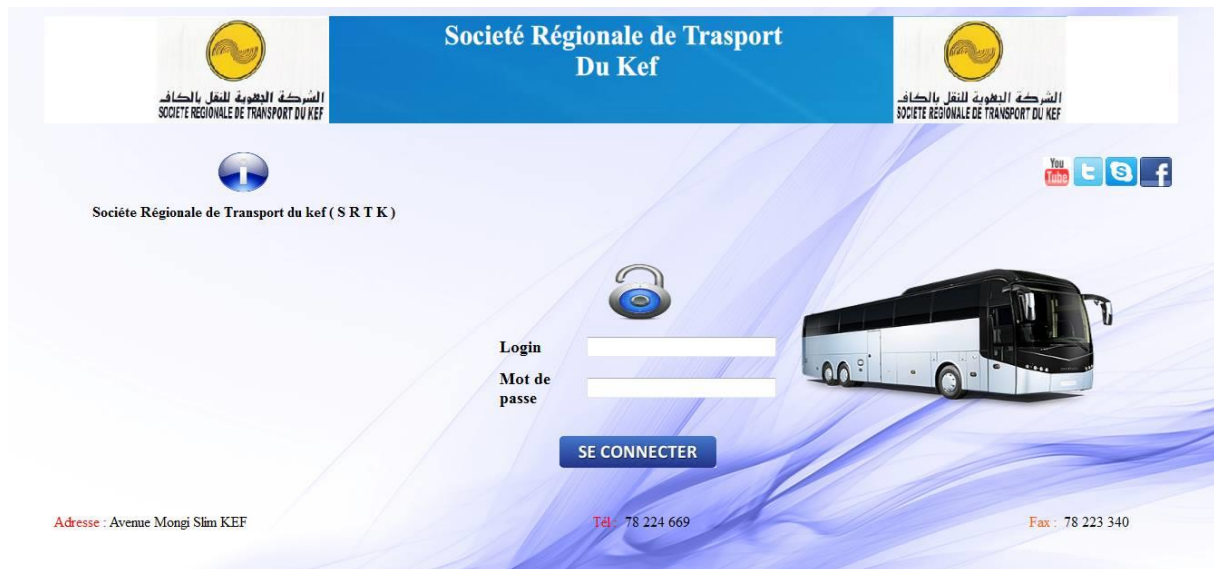 Societé Régionale de Trasport
Du Kef
الشركة الجهوية للنقل بالكاف
SOCIETE REGIONALE DE TRANSPORT DU KEF
الشركة الجهوية للنقل بالكاف
SOCIETE REGIONALE DE TRANSPORT DU KEF
You
Tube
Sociéte Régionale de Transport du kef ( S R T K )
Login
Mot de
passe
SE CONNECTER
Adresse : Avenue Mongi Slim KEF
Tél : 78 224 669
Fax : 78 223 340